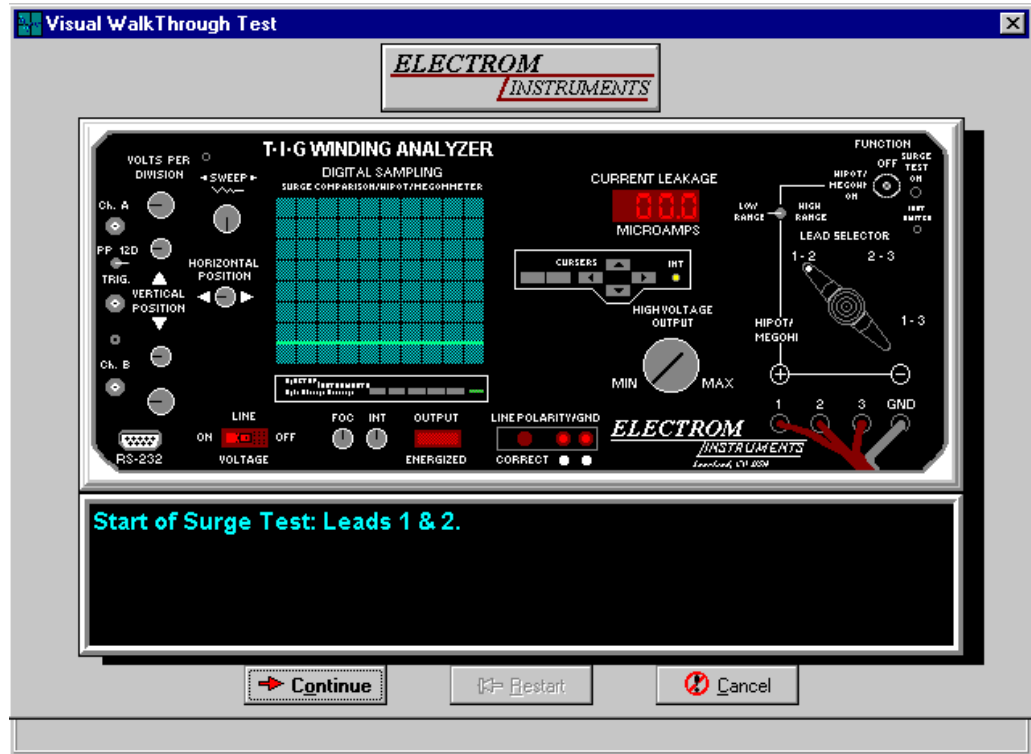 Visual WalkThrough Test
ELECTROM
INSTRUMENTS
T·I·G WINDING ANALYZER
VOLTS PER
DIVISION
◄SWEEP►
DIGITAL SAMPLING
SURGE COMPARISON/HIPOT/MEGOMMETER
Ch. A
PP 12D
TRIG.
HORIZONTAL
POSITION
VERTICAL
POSITION
Ch. B
RS-232
CURRENT LEAKAGE
00.0
MICROAMPS
CURSERS
INT
HIGH VOLTAGE
OUTPUT
MIN
MAX
FUNCTION
OFF
SURGE
TEST
ON
HIPOT/
MEGOHI
ON
LOW
RANGE
HIGH
RANGE
LEAD SELECTOR
1 - 2
2 - 3
1 - 3
HIPOT/
MEGOHI
+
−
1 2 3 GND
LINE
ON
OFF
VOLTAGE
FOC INT
OUTPUT
ENERGIZED
LINE POLARITY/GND
CORRECT
ELECTROM
INSTRUMENTS
Start of Surge Test: Leads 1 & 2.
Continue
Restart
Cancel